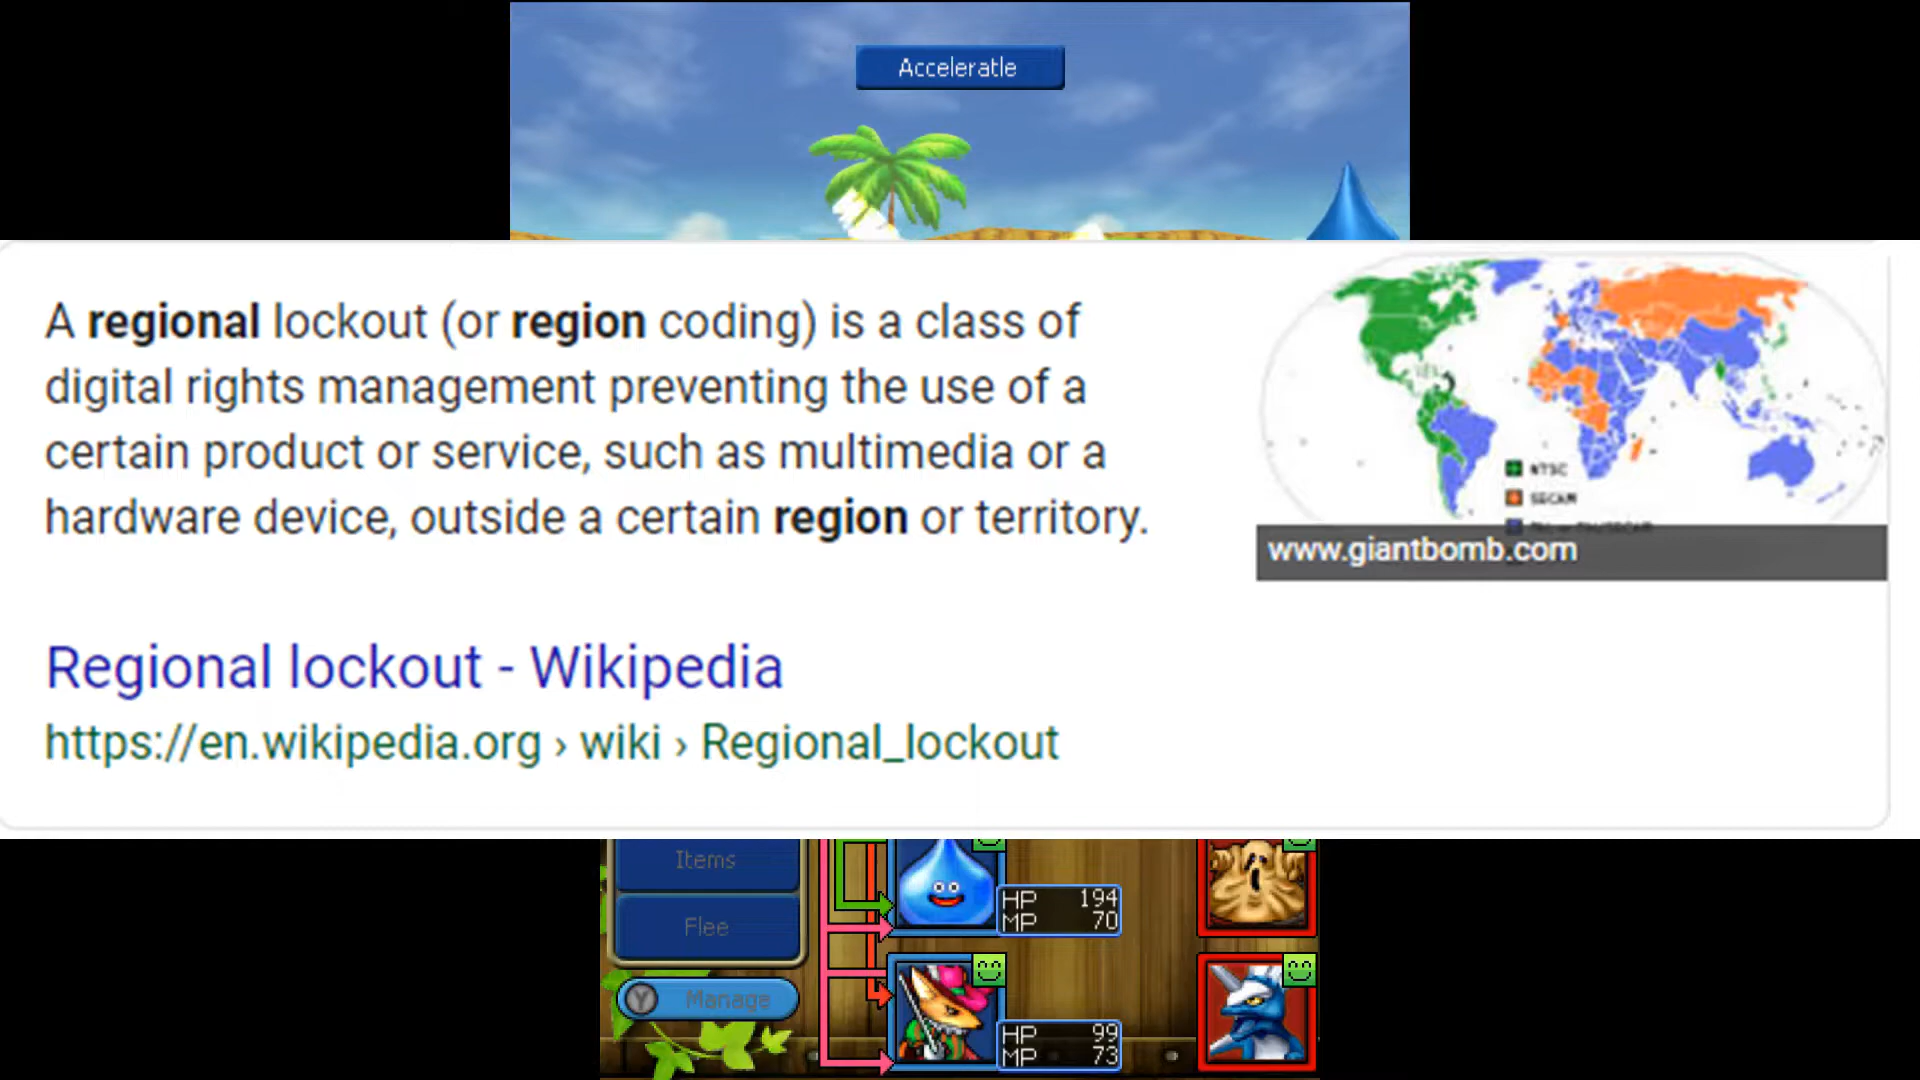 Acceleratle
A regional lockout (or region coding) is a class of
digital rights management preventing the use of a
certain product or service, such as multimedia or a
hardware device, outside a certain region or territory.
NTSC
SECAM
www.giantbomb.com
Regional lockout - Wikipedia
https://en.wikipedia.org › wiki › Regional_lockout
Items
HP 194
MP 70
Flee
Y Manage
HP 99
MP 73